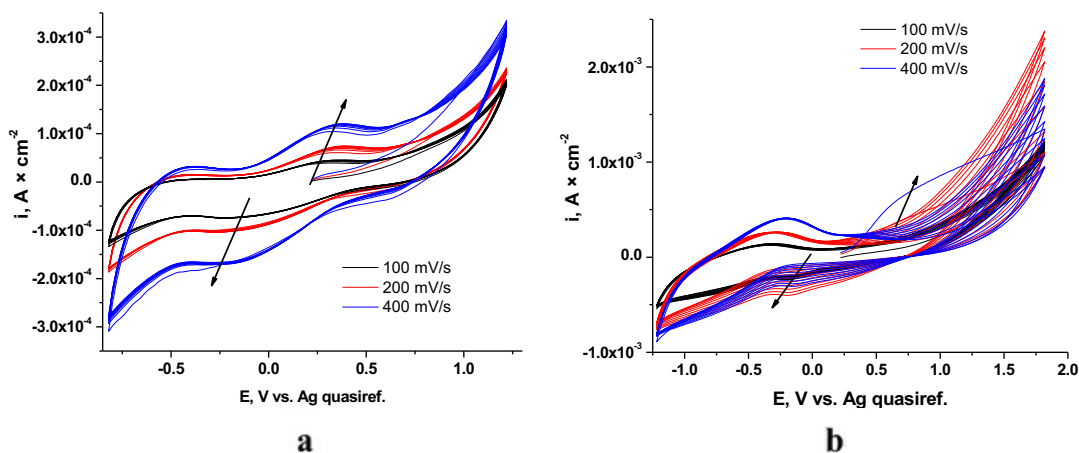 3.0x10⁻⁴
2.0x10⁻⁴
1.0x10⁻⁴
0.0
-1.0x10⁻⁴
-2.0x10⁻⁴
-3.0x10⁻⁴
i, A × cm⁻²
100 mV/s
200 mV/s
400 mV/s
-0.5 0.0 0.5 1.0
E, V vs. Ag quasiref.
a
2.0x10⁻³
1.0x10⁻³
0.0
-1.0x10⁻³
i, A × cm⁻²
100 mV/s
200 mV/s
400 mV/s
-1.0 -0.5 0.0 0.5 1.0 1.5 2.0
E, V vs. Ag quasiref.
b